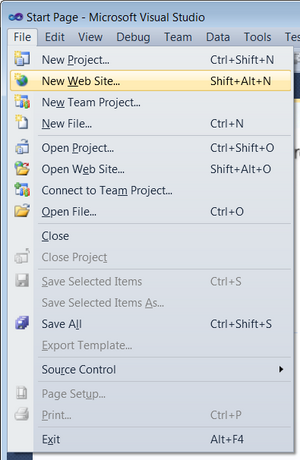 Start Page - Microsoft Visual Studio
File Edit View Debug Team Data Tools
New Project... Ctrl+Shift+N
New Web Site... Shift+Alt+N
New Team Project...
New File... Ctrl+N
Open Project... Ctrl+Shift+O
Open Web Site... Shift+Alt+O
Connect to Team Project...
Open File... Ctrl+O
Close
Close Project
Save Selected Items Ctrl+S
Save Selected Items As...
Save All Ctrl+Shift+S
Export Template...
Source Control
Page Setup...
Print... Ctrl+P
Exit Alt+F4